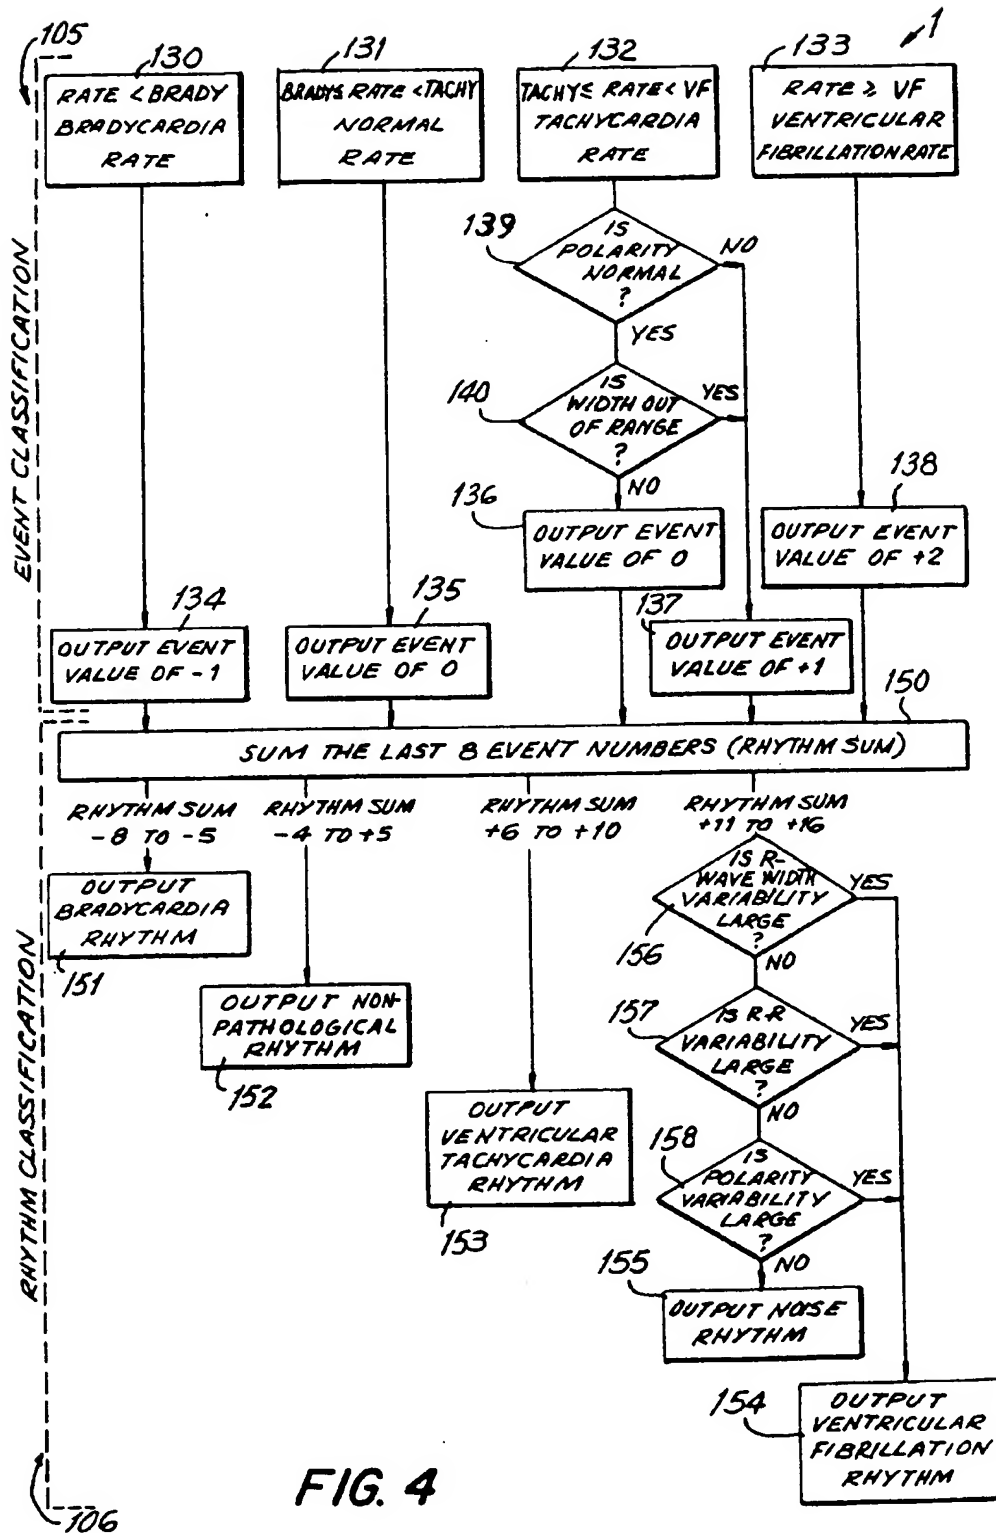 1
105
130
131
132
133
RATE < BRADY
BRADYCARDIA
RATE
BRADY ≤ RATE < TACHY
NORMAL
RATE
TACHY ≤ RATE < VF
TACHYCARDIA
RATE
RATE ≥ VF
VENTRICULAR
FIBRILLATION RATE
EVENT CLASSIFICATION
139
IS
POLARITY
NORMAL
?
NO
YES
140
IS
WIDTH OUT
OF RANGE
?
YES
NO
136
OUTPUT EVENT
VALUE OF 0
138
OUTPUT EVENT
VALUE OF +2
134
OUTPUT EVENT
VALUE OF -1
135
OUTPUT EVENT
VALUE OF 0
137
OUTPUT EVENT
VALUE OF +1
150
SUM THE LAST 8 EVENT NUMBERS (RHYTHM SUM)
RHYTHM SUM
-8 TO -5
RHYTHM SUM
-4 TO +5
RHYTHM SUM
+6 TO +10
RHYTHM SUM
+11 TO +16
RHYTHM CLASSIFICATION
OUTPUT
BRADYCARDIA
RHYTHM
151
OUTPUT NON-
PATHOLOGICAL
RHYTHM
152
OUTPUT
VENTRICULAR
TACHYCARDIA
RHYTHM
153
IS R-
WAVE WIDTH
VARIABILITY
LARGE
?
156
YES
NO
157
IS R-R
VARIABILITY
LARGE
?
YES
NO
158
IS
POLARITY
VARIABILITY
LARGE
?
YES
NO
155
OUTPUT NOISE
RHYTHM
154
OUTPUT
VENTRICULAR
FIBRILLATION
RHYTHM
FIG. 4
106